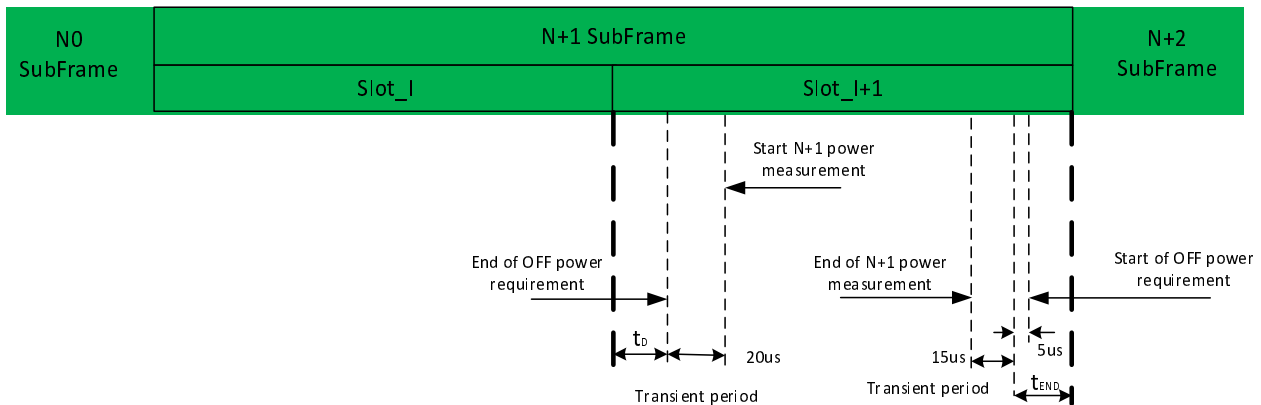 N0
SubFrame
N+1 SubFrame
N+2
SubFrame
Slot_I
Slot_I+1
Start N+1 power
measurement
End of OFF power
requirement
End of N+1 power
measurement
Start of OFF power
requirement
tD
20us
Transient period
15us
5us
Transient period
tEND